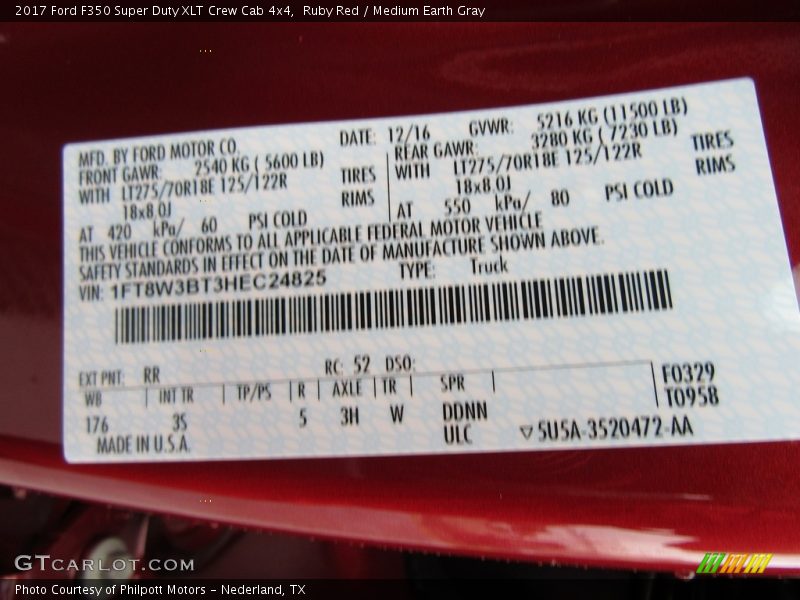 2017 Ford F350 Super Duty XLT Crew Cab 4x4,  Ruby Red / Medium Earth Gray
MFD. BY FORD MOTOR CO.
DATE: 12/16 GVWR: 5216 KG (11500 LB)
FRONT GAWR: 2540 KG ( 5600 LB)
WITH LT275/70R18E 125/122R TIRES
18x8.0J RIMS
AT 420 kPa/ 60 PSI COLD
REAR GAWR: 3280 KG ( 7230 LB)
WITH LT275/70R18E 125/122R TIRES
18x8.0J RIMS
AT 550 kPa/ 80 PSI COLD
THIS VEHICLE CONFORMS TO ALL APPLICABLE FEDERAL MOTOR VEHICLE
SAFETY STANDARDS IN EFFECT ON THE DATE OF MANUFACTURE SHOWN ABOVE.
VIN: 1FT8W3BT3HEC24825 TYPE: Truck
EXT PNT: RR RC: 52 DSO:
WB INT TR TP/PS R AXLE TR SPR
176 3S 5 3H W DDNN
ULC
F0329
T0958
MADE IN U.S.A.
▽5U5A-3520472-AA
GTCARLOT.COM
Photo Courtesy of Philpott Motors - Nederland, TX